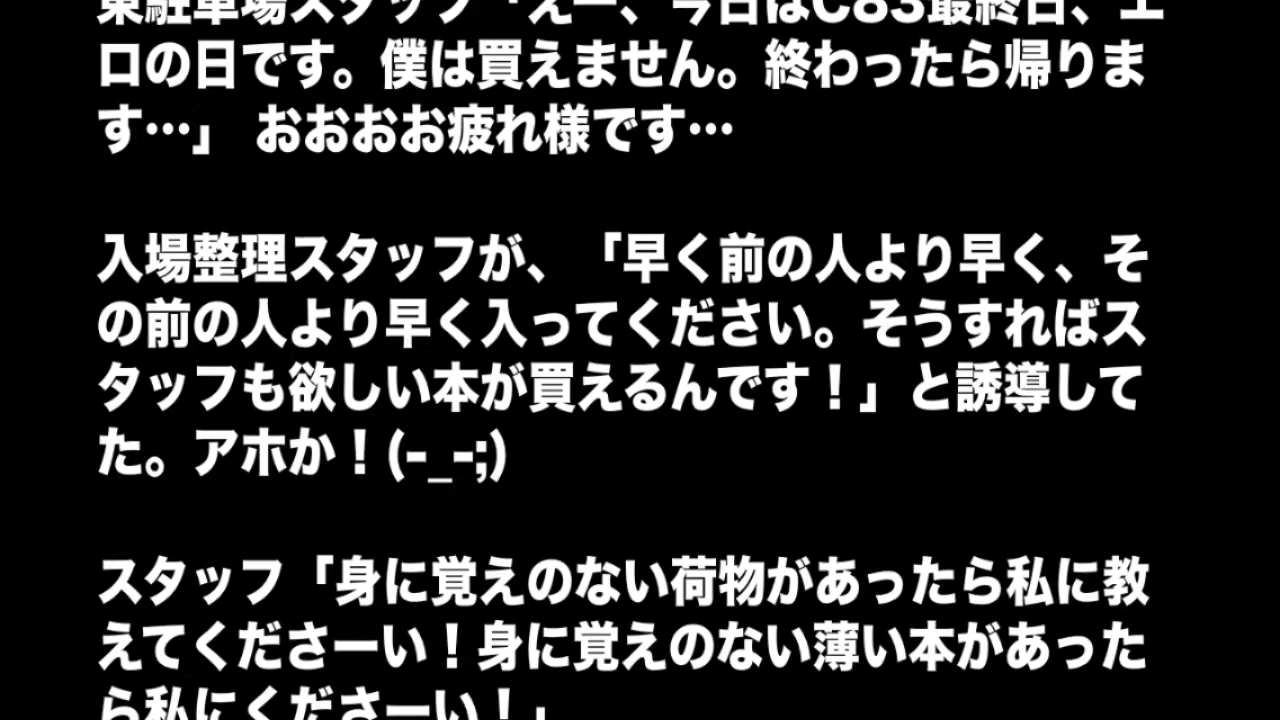 東駐車場スタッフ「えー、今日はC83最終日、エ
ロの日です。僕は買えません。終わったら帰りま
す…」 おおおお疲れ様です…
入場整理スタッフが、「早く前の人より早く、そ
の前の人より早く入ってください。そうすればス
タッフも欲しい本が買えるんです！」と誘導して
た。アホか！(-_-;)
スタッフ「身に覚えのない荷物があったら私に教
えてくださーい！身に覚えのない薄い本があった
ら私にくださーい！」